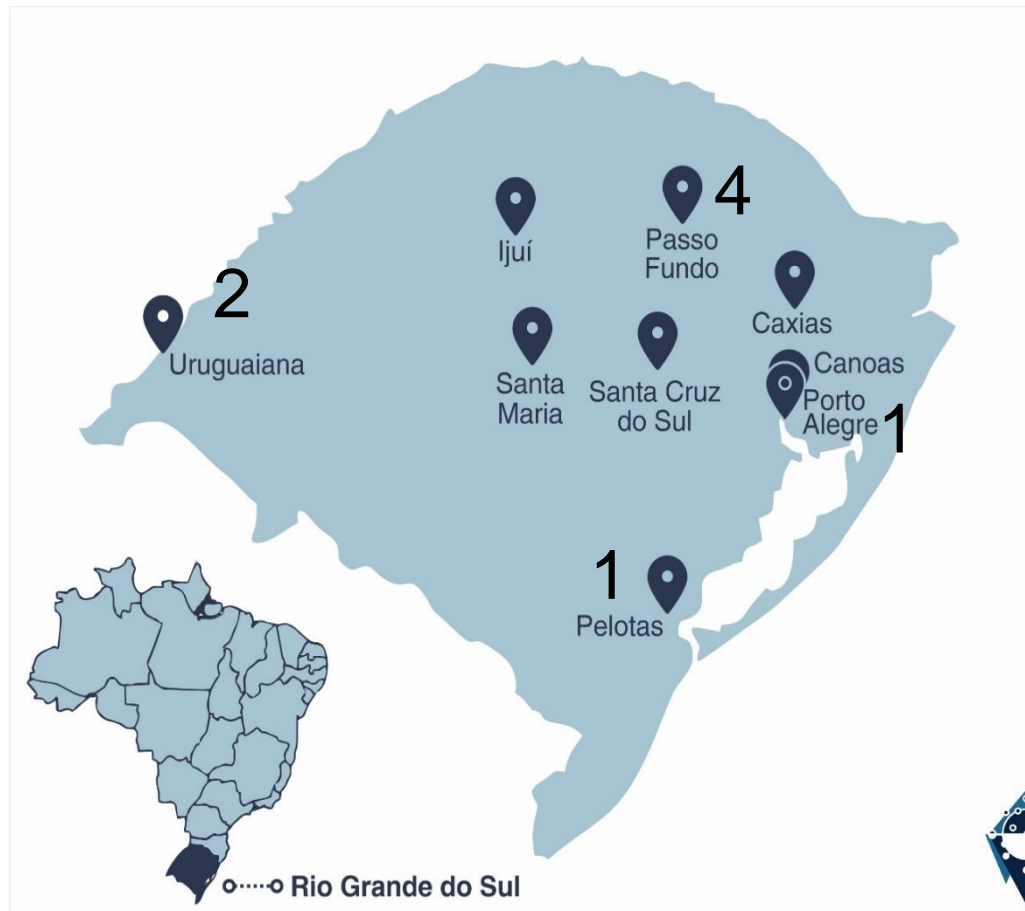 4
Ijuí
Passo
Fundo
2
Caxias
Uruguaiana
Canoas
Santa
Maria
Santa Cruz
do Sul
Porto
Alegre 1
1
Pelotas
Rio Grande do Sul